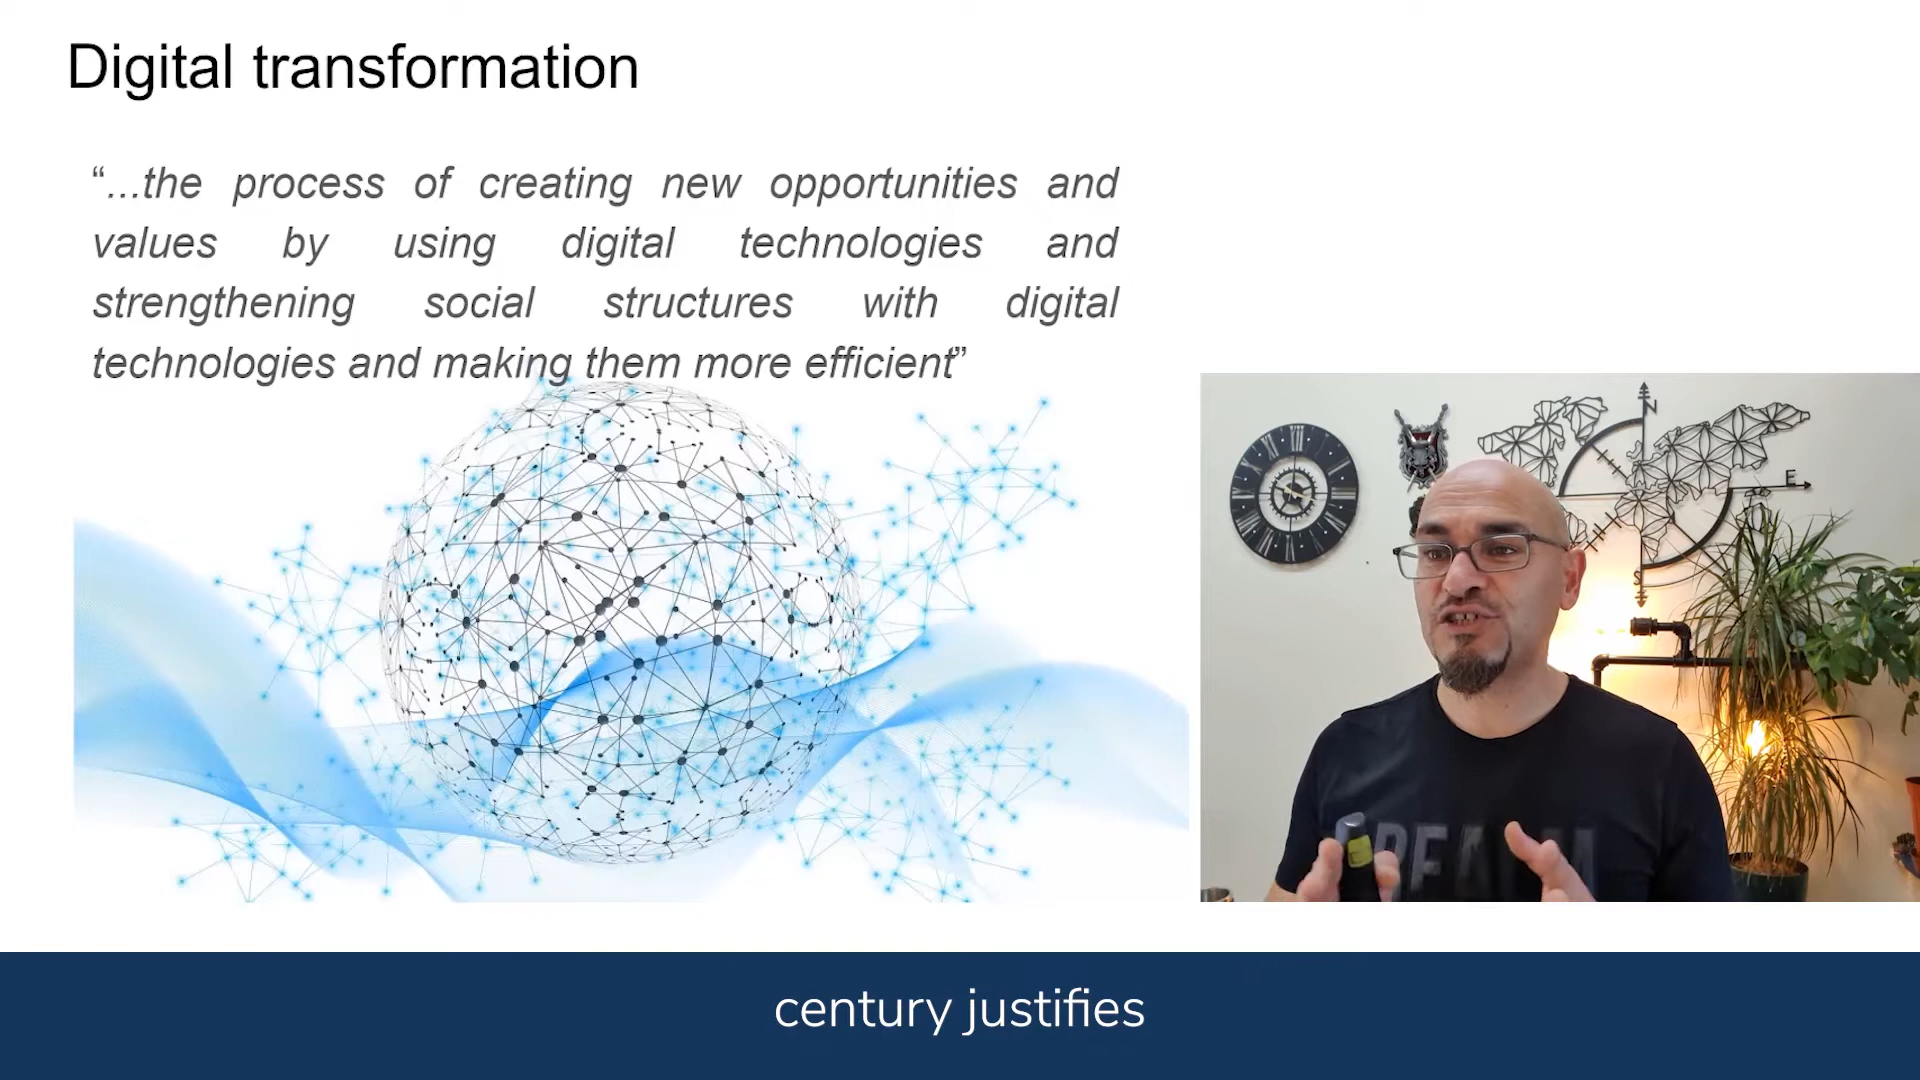 Digital transformation
“...the process of creating new opportunities and
values by using digital technologies and
strengthening social structures with digital
technologies and making them more efficient”
N
E
S
century justifies